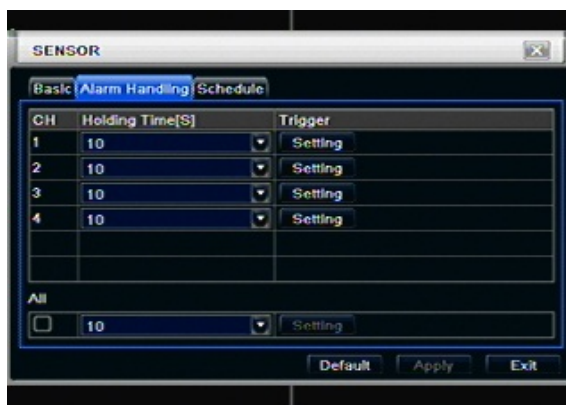 SENSOR
Basic Alarm Handling Schedule
CH Holding Time[S] Trigger
1 10 Setting
2 10 Setting
3 10 Setting
4 10 Setting
All
10 Setting
Default Apply Exit